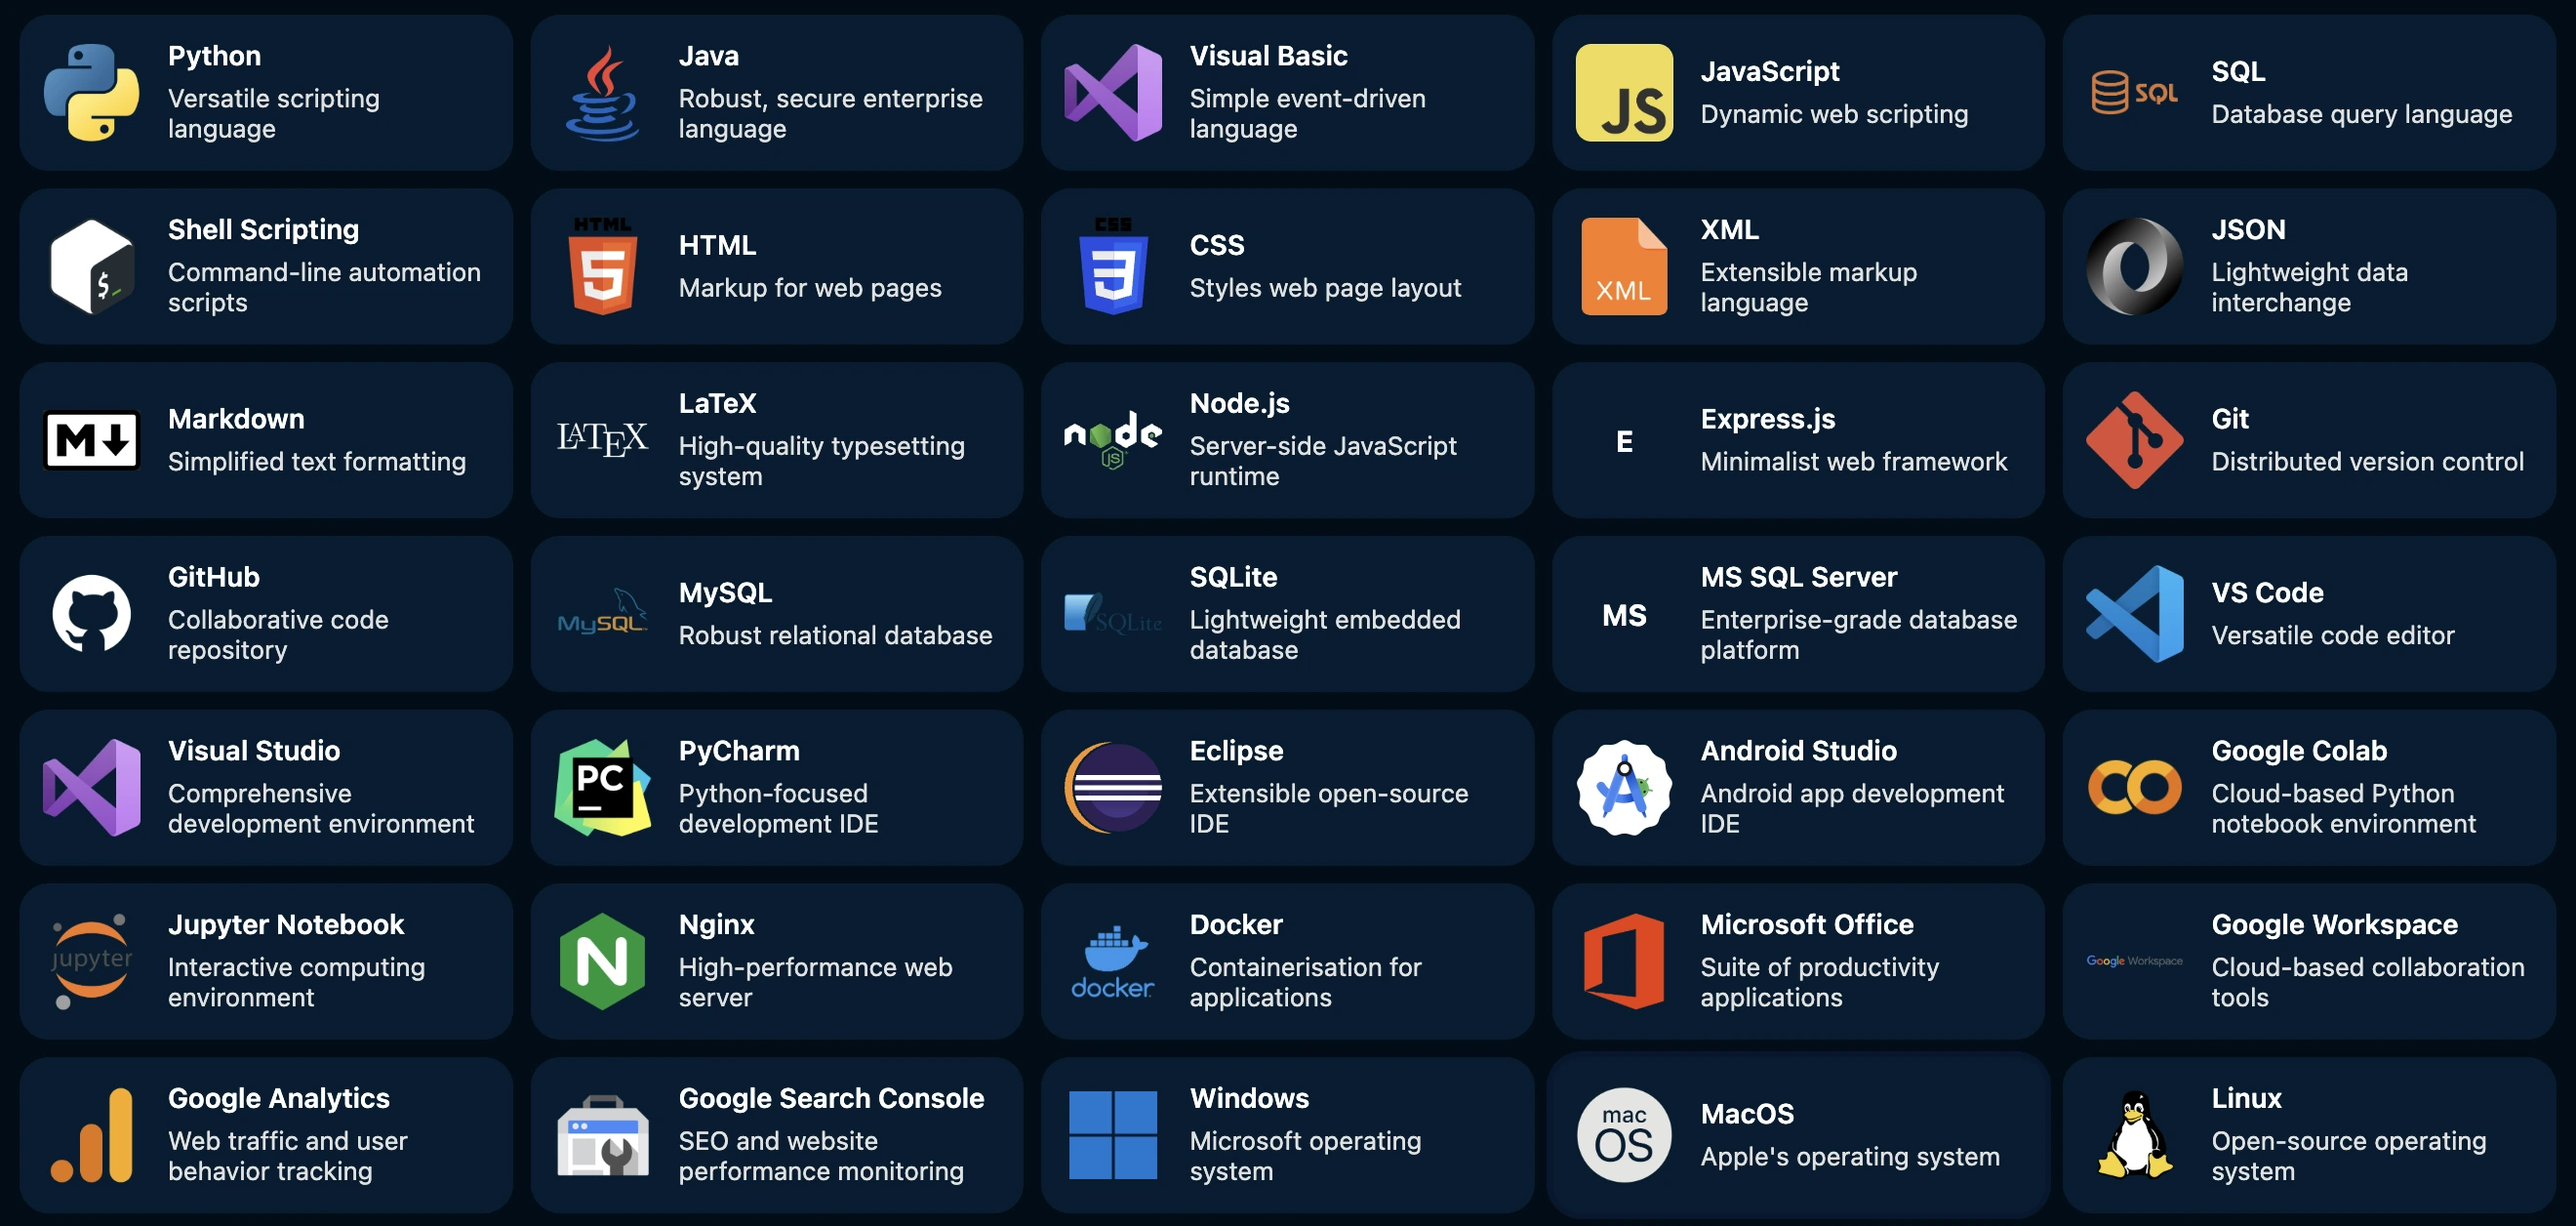 Python
Versatile scripting
language
Java
Robust, secure enterprise
language
Visual Basic
Simple event-driven
language
JS
JavaScript
Dynamic web scripting
SQL
SQL
Database query language
$_
Shell Scripting
Command-line automation
scripts
HTML
5
HTML
Markup for web pages
CSS
3
CSS
Styles web page layout
XML
XML
Extensible markup
language
JSON
Lightweight data
interchange
M
Markdown
Simplified text formatting
LATEX
LaTeX
High-quality typesetting
system
node
JS
Node.js
Server-side JavaScript
runtime
E
Express.js
Minimalist web framework
Git
Distributed version control
GitHub
Collaborative code
repository
MySQL
MySQL
Robust relational database
SQLite
SQLite
Lightweight embedded
database
MS
MS SQL Server
Enterprise-grade database
platform
VS Code
Versatile code editor
Visual Studio
Comprehensive
development environment
PC
PyCharm
Python-focused
development IDE
Eclipse
Extensible open-source
IDE
Android Studio
Android app development
IDE
CO
Google Colab
Cloud-based Python
notebook environment
jupyter
Jupyter Notebook
Interactive computing
environment
N
Nginx
High-performance web
server
docker
Docker
Containerisation for
applications
Microsoft Office
Suite of productivity
applications
Google Workspace
Google Workspace
Cloud-based collaboration
tools
Google Analytics
Web traffic and user
behavior tracking
Google Search Console
SEO and website
performance monitoring
Windows
Microsoft operating
system
mac
OS
MacOS
Apple's operating system
Linux
Open-source operating
system